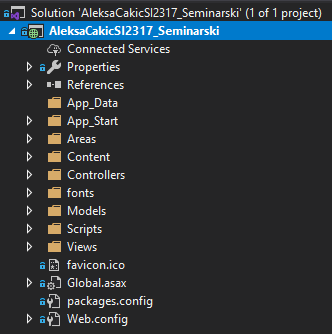 Solution 'AleksaCakicSI2317_Seminarski' (1 of 1 project)
AleksaCakicSI2317_Seminarski
Connected Services
Properties
References
App_Data
App_Start
Areas
Content
Controllers
fonts
Models
Scripts
Views
favicon.ico
Global.asax
packages.config
Web.config